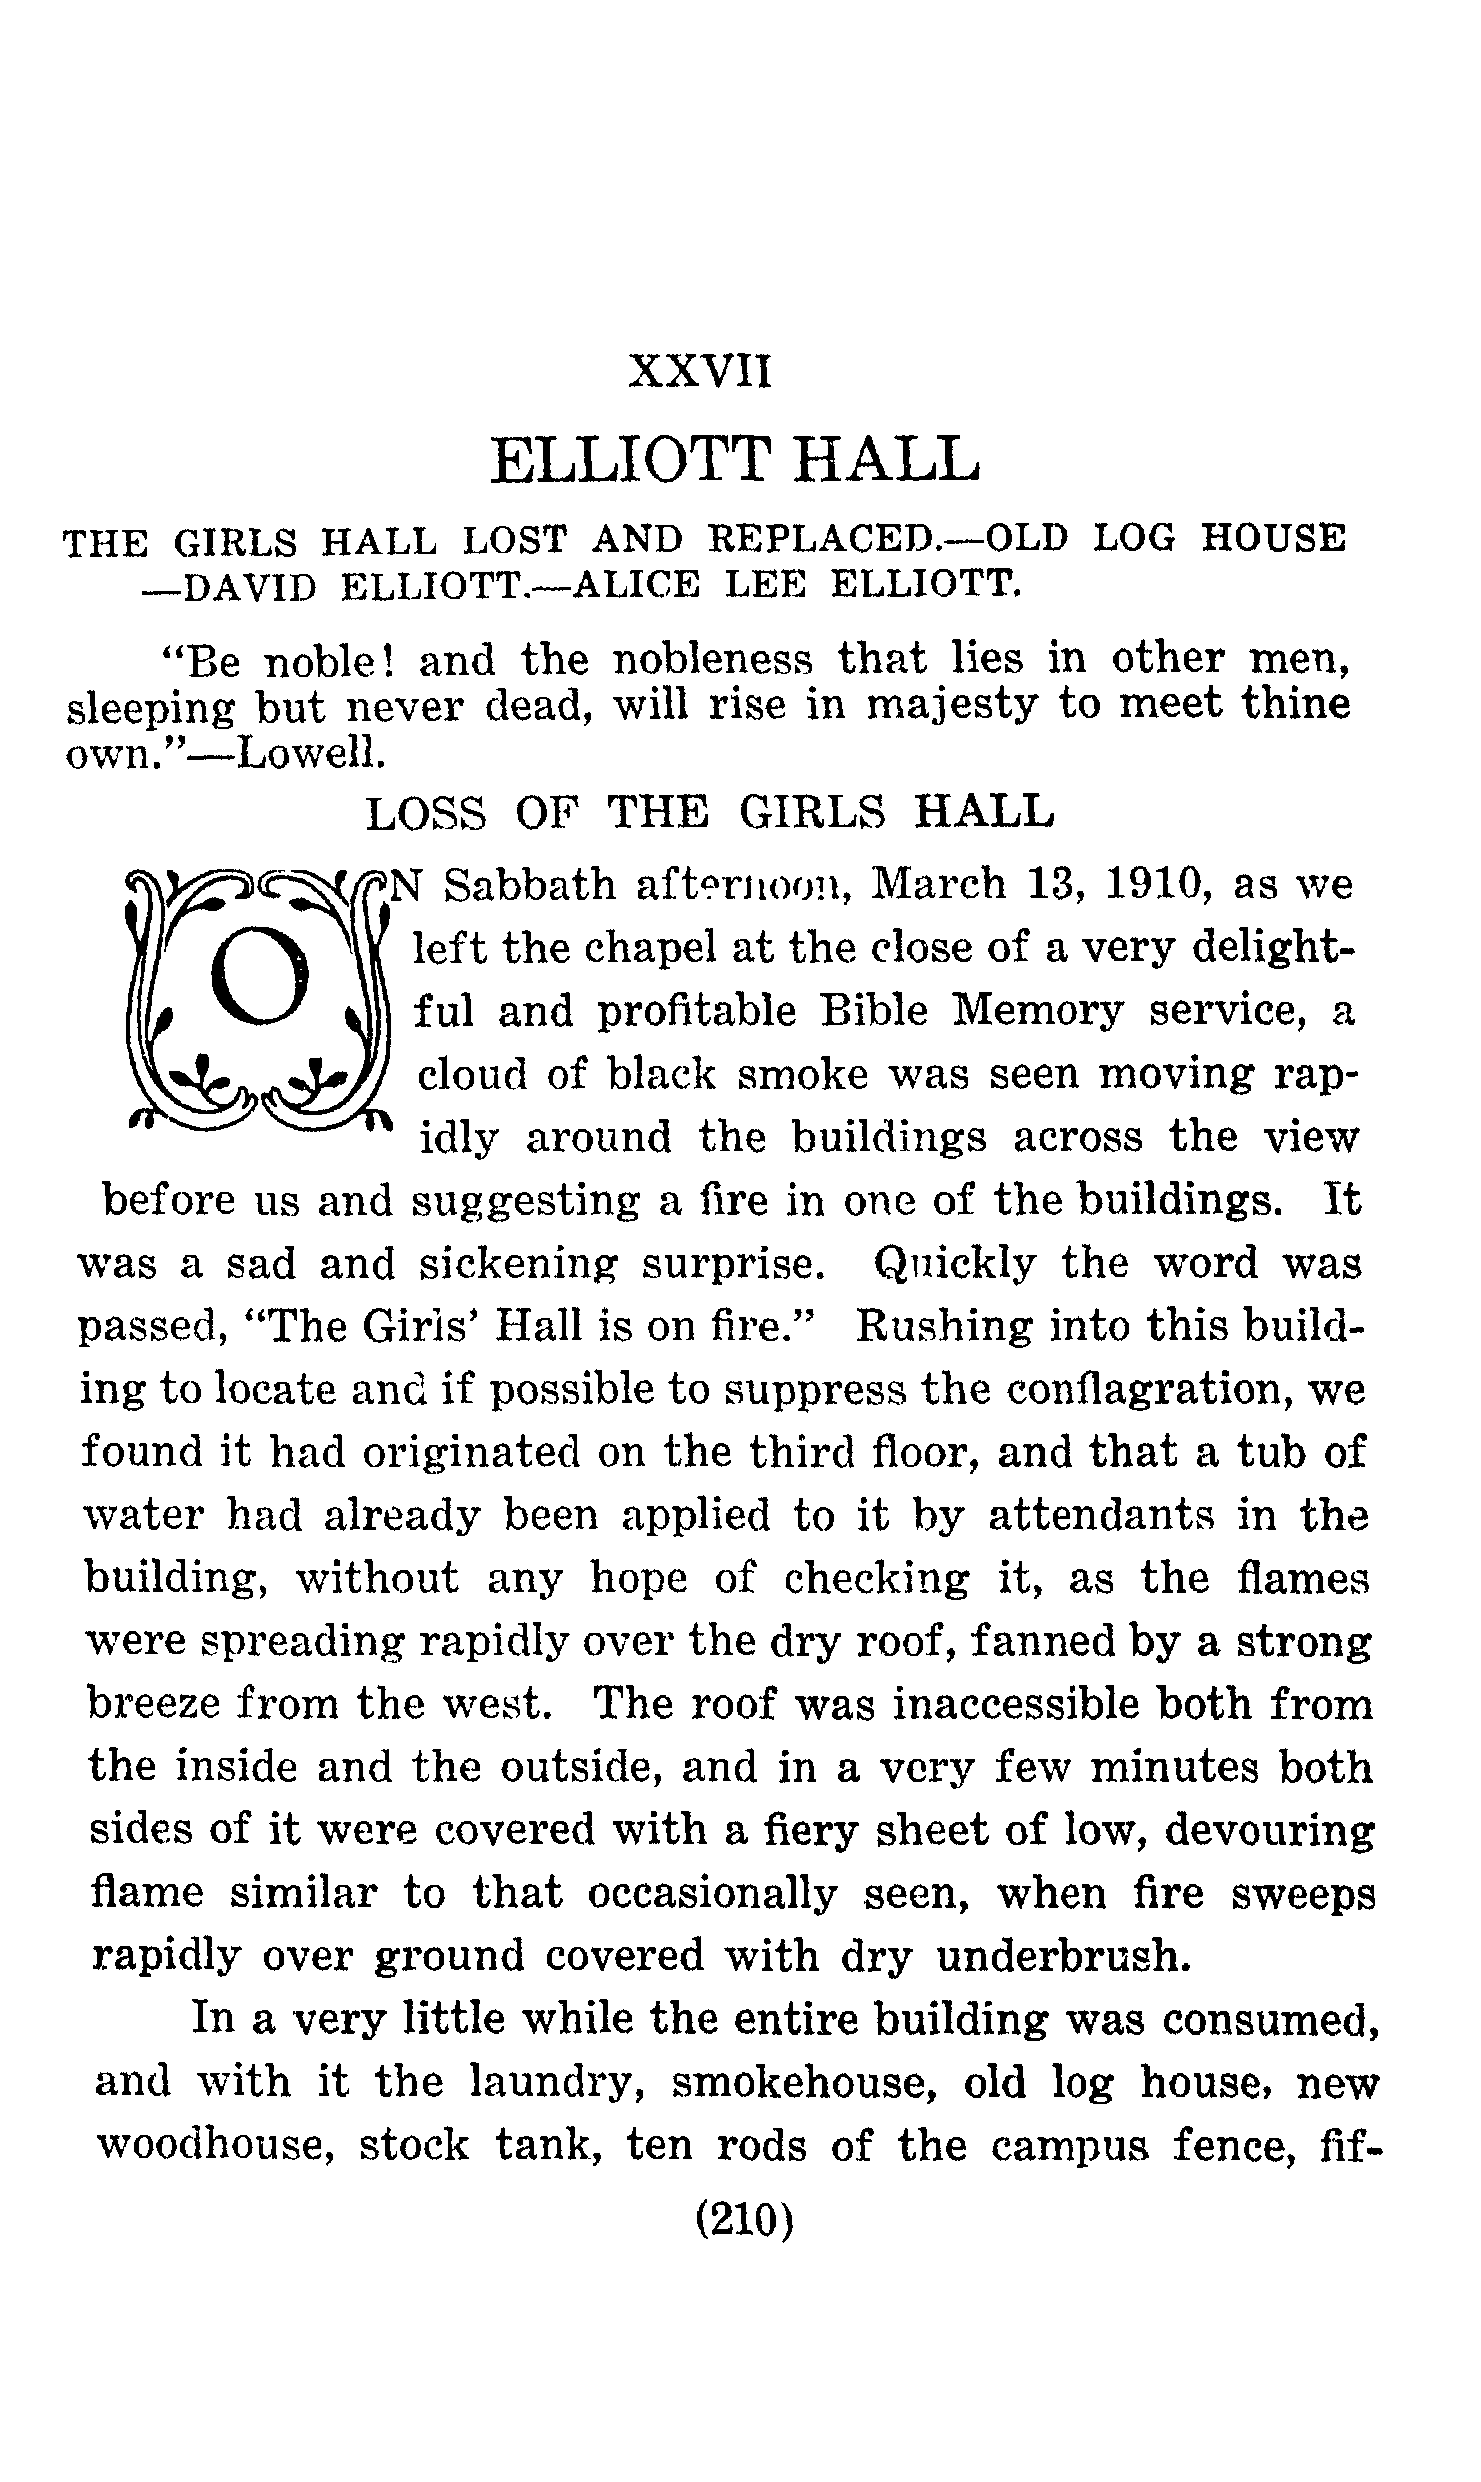 XXVII
ELLIOTT HALL
THE GIRLS HALL LOST AND REPLACED.—OLD LOG HOUSE
—DAVID ELLIOTT.—ALICE LEE ELLIOTT.
“Be noble! and the nobleness that lies in other men,
sleeping but never dead, will rise in majesty to meet thine
own.”—Lowell.
LOSS OF THE GIRLS HALL
ON Sabbath afternoon, March 13, 1910, as we
left the chapel at the close of a very delight-
ful and profitable Bible Memory service, a
cloud of black smoke was seen moving rap-
idly around the buildings across the view
before us and suggesting a fire in one of the buildings. It
was a sad and sickening surprise. Quickly the word was
passed, “The Girls’ Hall is on fire.” Rushing into this build-
ing to locate and if possible to suppress the conflagration, we
found it had originated on the third floor, and that a tub of
water had already been applied to it by attendants in the
building, without any hope of checking it, as the flames
were spreading rapidly over the dry roof, fanned by a strong
breeze from the west. The roof was inaccessible both from
the inside and the outside, and in a very few minutes both
sides of it were covered with a fiery sheet of low, devouring
flame similar to that occasionally seen, when fire sweeps
rapidly over ground covered with dry underbrush.
In a very little while the entire building was consumed,
and with it the laundry, smokehouse, old log house, new
woodhouse, stock tank, ten rods of the campus fence, fif-
(210)